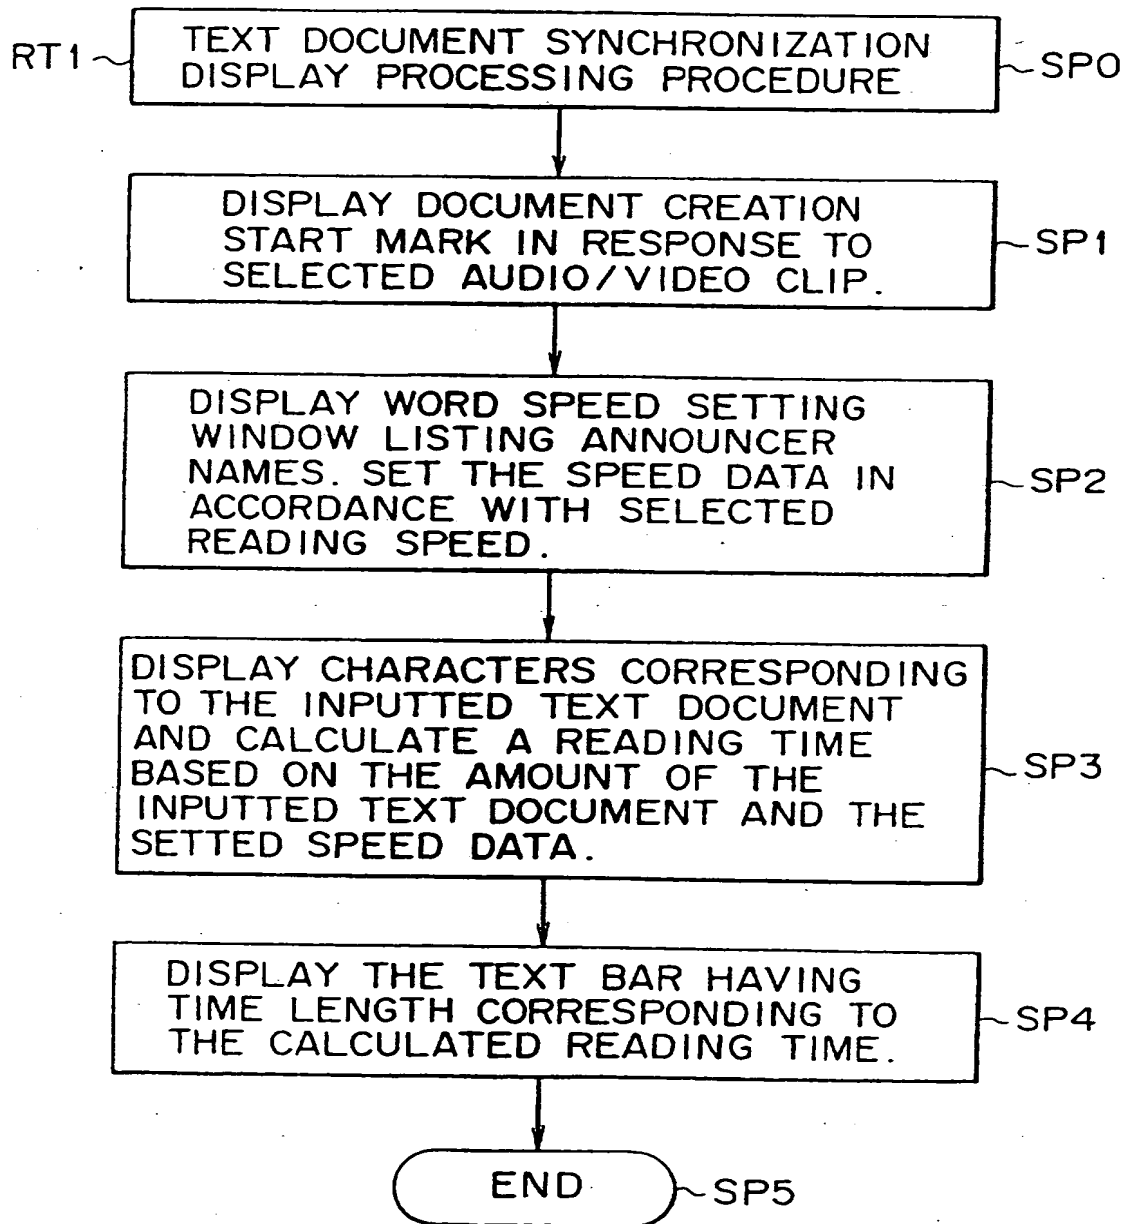 RT1
TEXT DOCUMENT SYNCHRONIZATION
DISPLAY PROCESSING PROCEDURE
SP0
DISPLAY DOCUMENT CREATION
START MARK IN RESPONSE TO
SELECTED AUDIO/VIDEO CLIP.
SP1
DISPLAY WORD SPEED SETTING
WINDOW LISTING ANNOUNCER
NAMES. SET THE SPEED DATA IN
ACCORDANCE WITH SELECTED
READING SPEED.
SP2
DISPLAY CHARACTERS CORRESPONDING
TO THE INPUTTED TEXT DOCUMENT
AND CALCULATE A READING TIME
BASED ON THE AMOUNT OF THE
INPUTTED TEXT DOCUMENT AND THE
SETTED SPEED DATA.
SP3
DISPLAY THE TEXT BAR HAVING
TIME LENGTH CORRESPONDING TO
THE CALCULATED READING TIME.
SP4
END
SP5